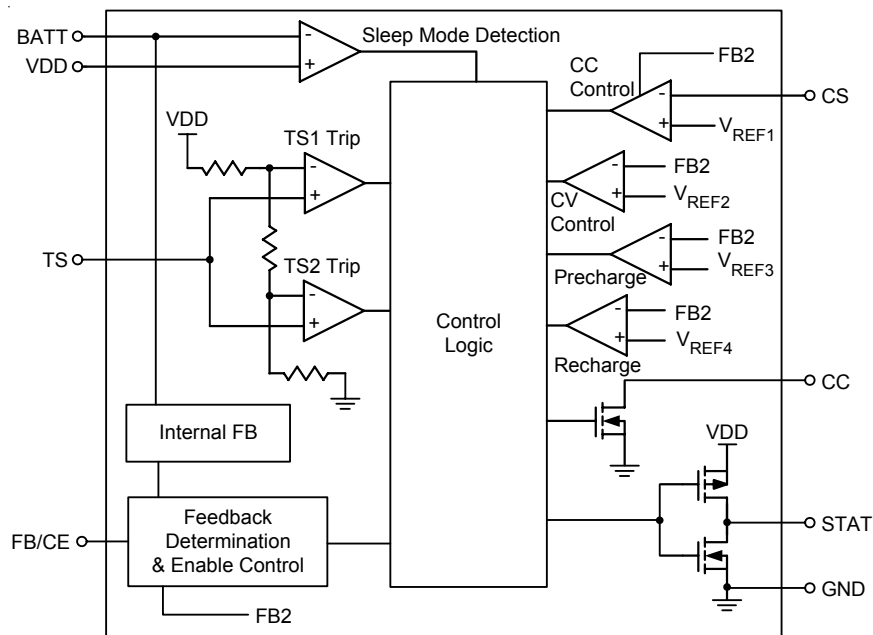 BATT
Sleep Mode Detection
-
+
VDD
CC
Control
FB2
-
+
CS
VREF1
VDD
TS1 Trip
-
+
-
+
FB2
VREF2
CV
Control
TS
TS2 Trip
-
+
-
+
FB2
VREF3
Precharge
Control
Logic
-
+
FB2
VREF4
Recharge
CC
Internal FB
VDD
FB/CE
Feedback
Determination
& Enable Control
STAT
GND
FB2